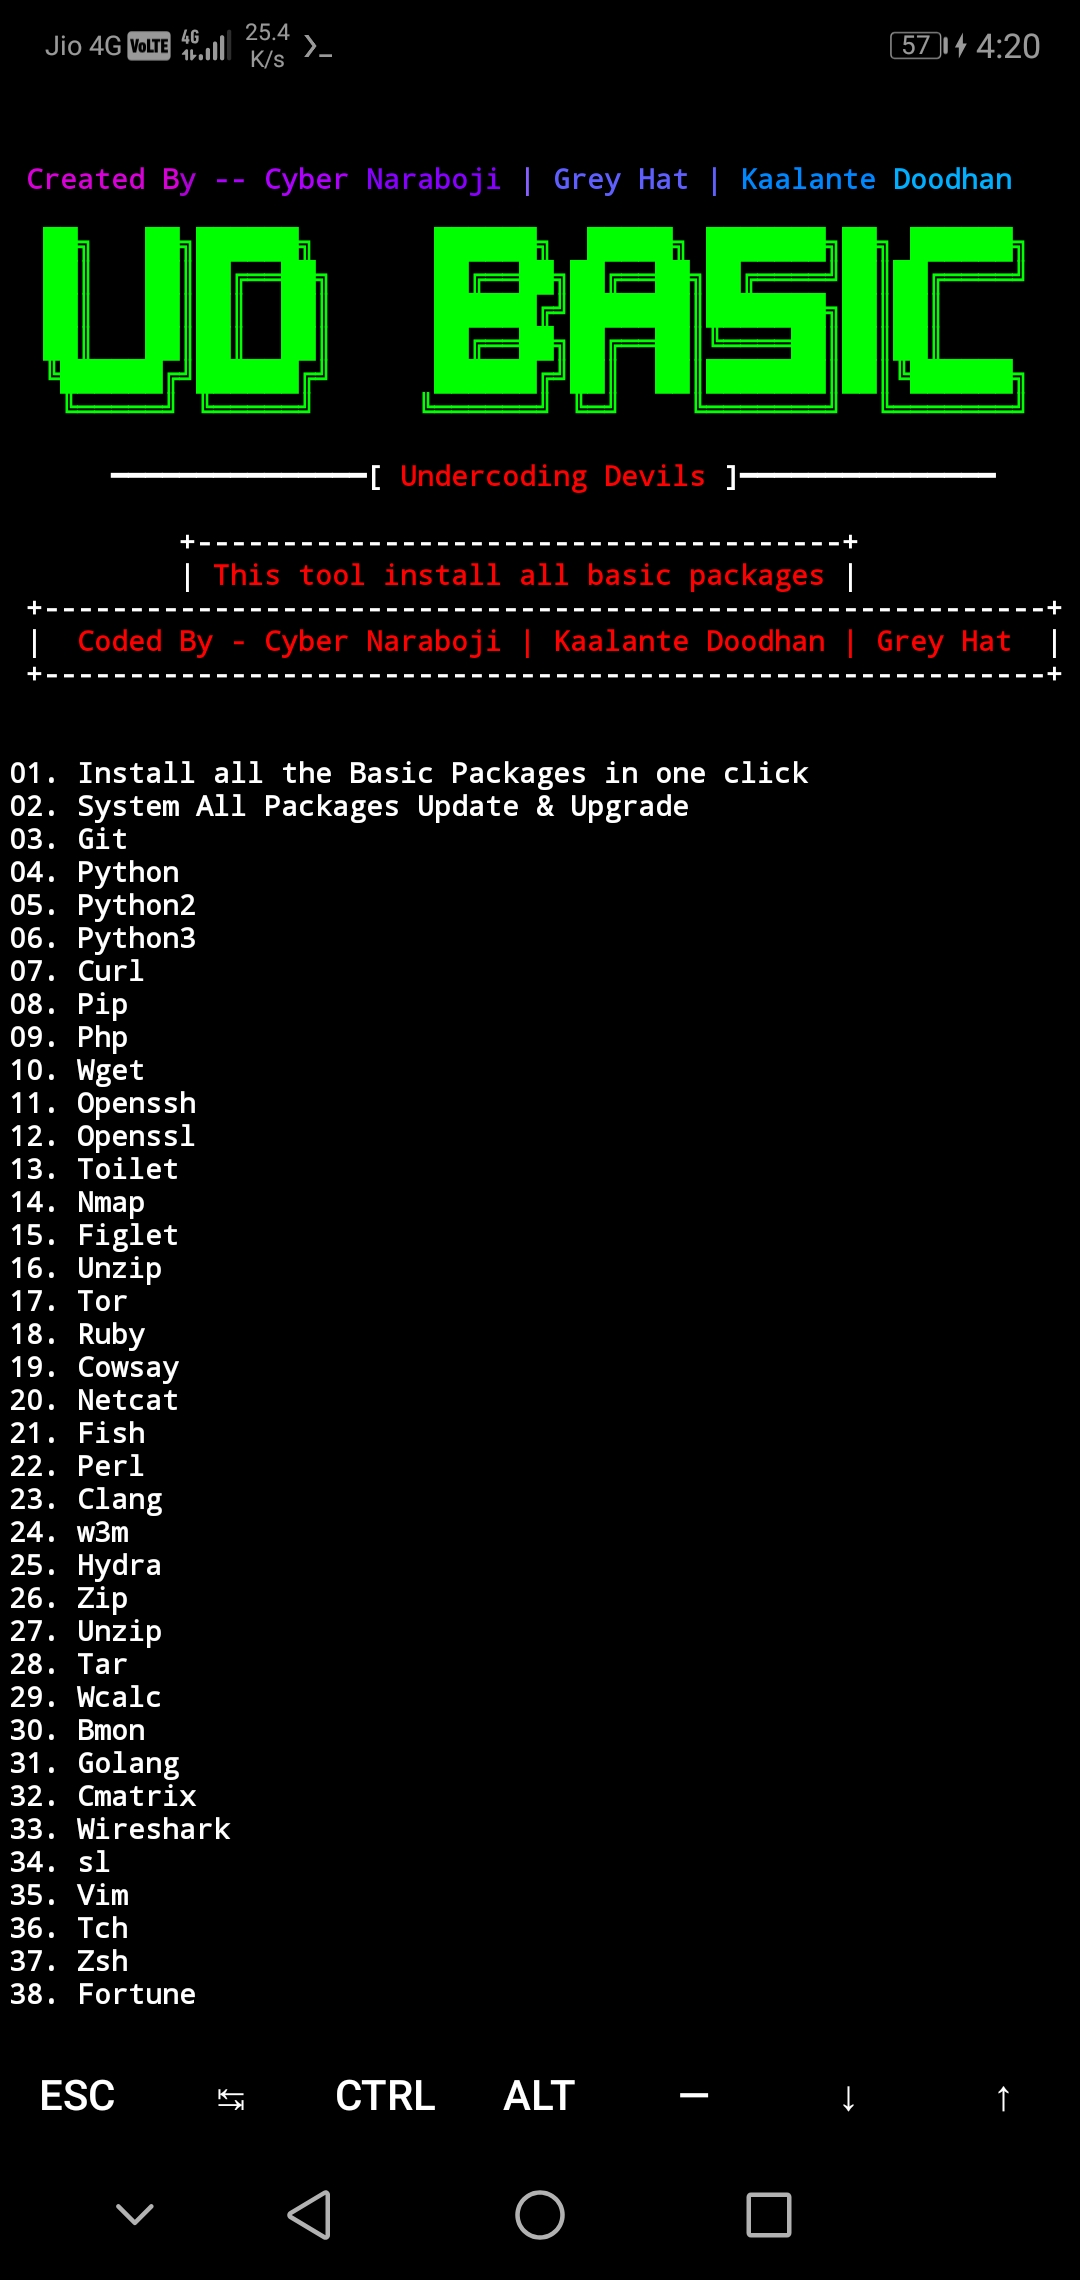 Jio 4G VoLTE 4G 25.4 K/s >_ 57 4:20
Created By -- Cyber Naraboji | Grey Hat | Kaalante Doodhan
UD BASIC
[ Undercoding Devils ]
+--------------------------------------+
| This tool install all basic packages |
+-----------------------------------------------------------+
|  Coded By - Cyber Naraboji | Kaalante Doodhan | Grey Hat  |
+-----------------------------------------------------------+
01. Install all the Basic Packages in one click
02. System All Packages Update & Upgrade
03. Git
04. Python
05. Python2
06. Python3
07. Curl
08. Pip
09. Php
10. Wget
11. Openssh
12. Openssl
13. Toilet
14. Nmap
15. Figlet
16. Unzip
17. Tor
18. Ruby
19. Cowsay
20. Netcat
21. Fish
22. Perl
23. Clang
24. w3m
25. Hydra
26. Zip
27. Unzip
28. Tar
29. Wcalc
30. Bmon
31. Golang
32. Cmatrix
33. Wireshark
34. sl
35. Vim
36. Tch
37. Zsh
38. Fortune
ESC ↹ CTRL ALT — ↓ ↑